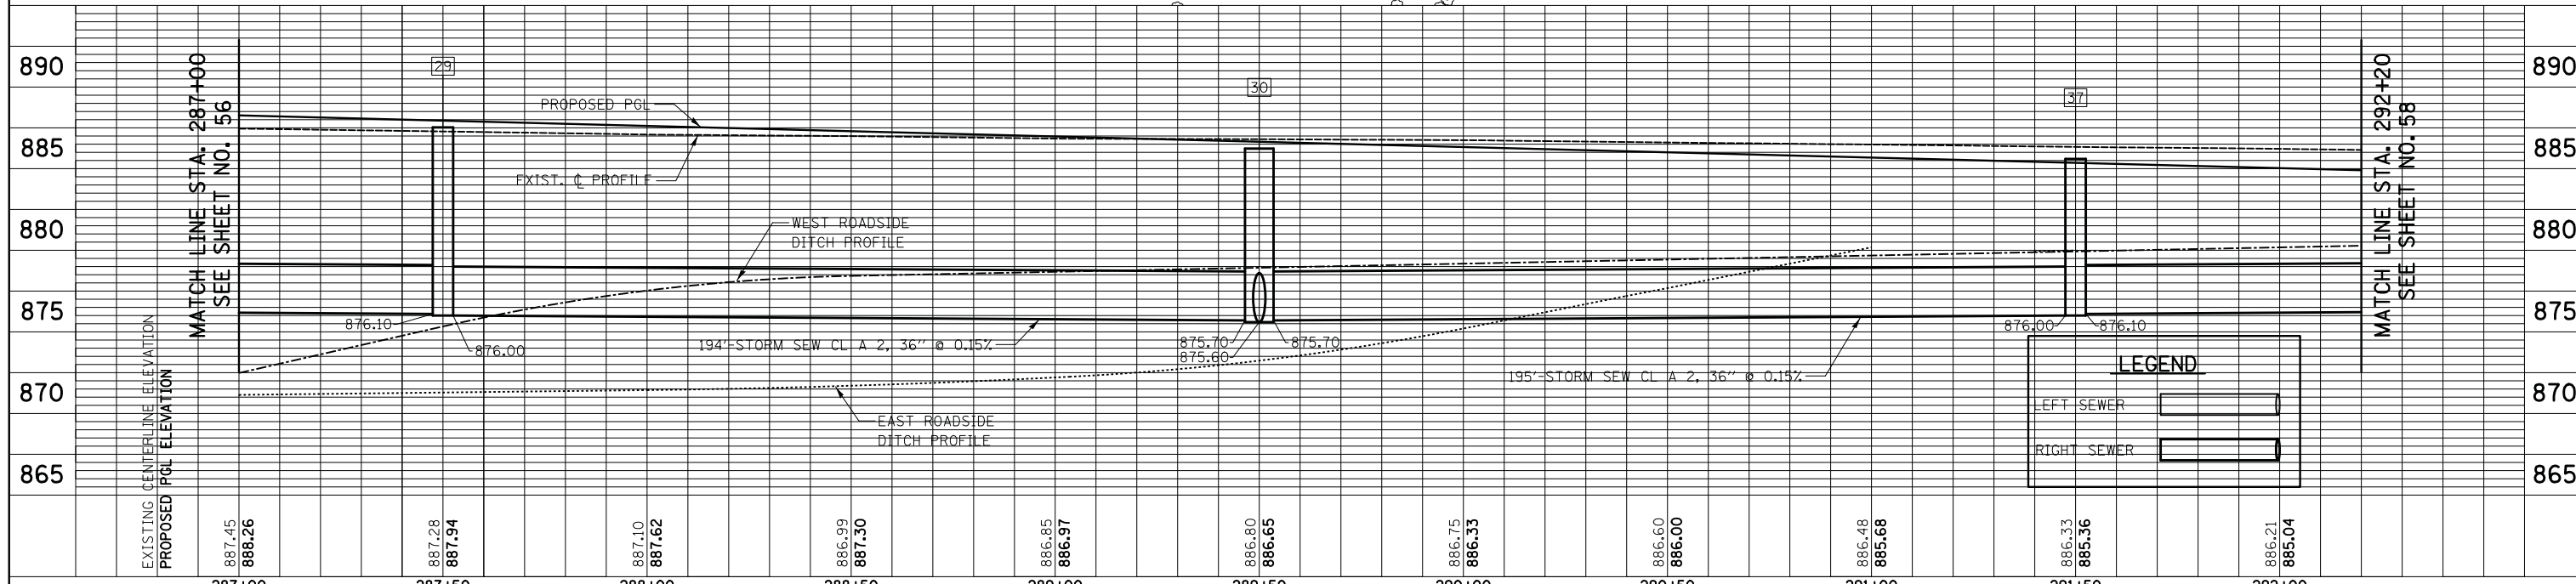 890
885
880
875
870
865
MATCH LINE STA. 287+00
SEE SHEET NO. 56
29
PROPOSED PGL
EXIST. ℄ PROFILE
WEST ROADSIDE
DITCH PROFILE
876.10
876.00
194'-STORM SEW CL A 2, 36" @ 0.15%
EAST ROADSIDE
DITCH PROFILE
30
875.70
875.60
875.70
195'-STORM SEW CL A 2, 36" @ 0.15%
37
876.00
876.10
LEGEND
LEFT SEWER
RIGHT SEWER
MATCH LINE STA. 292+20
SEE SHEET NO. 58
890
885
880
875
870
865
EXISTING CENTERLINE ELEVATION
PROPOSED PGL ELEVATION
887.45
888.26
887.28
887.94
887.10
887.62
886.99
887.30
886.85
886.97
886.80
886.65
886.75
886.33
886.60
886.00
886.48
885.68
886.33
885.36
886.21
885.04